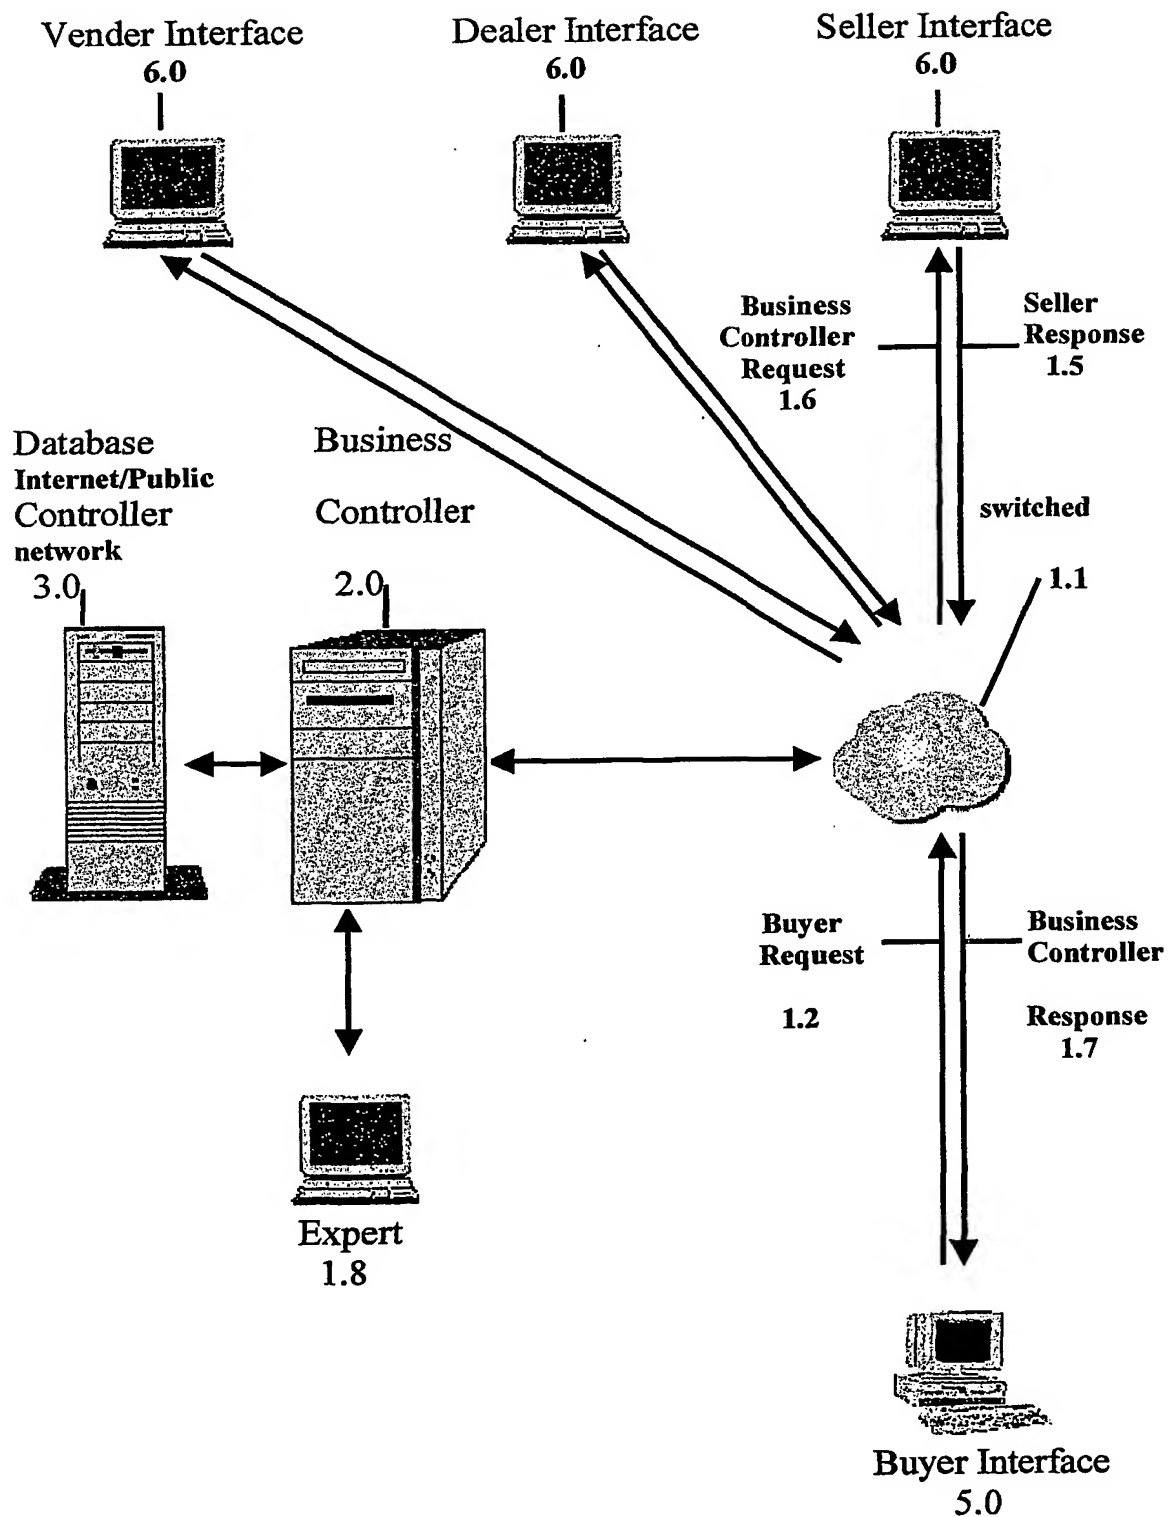 Vender Interface
6.0
Dealer Interface
6.0
Seller Interface
6.0
Business
Controller
Request
1.6
Seller
Response
1.5
Database
Internet/Public
Controller
network
3.0
Business
Controller
2.0
switched
1.1
Buyer
Request
1.2
Business
Controller
Response
1.7
Expert
1.8
Buyer Interface
5.0